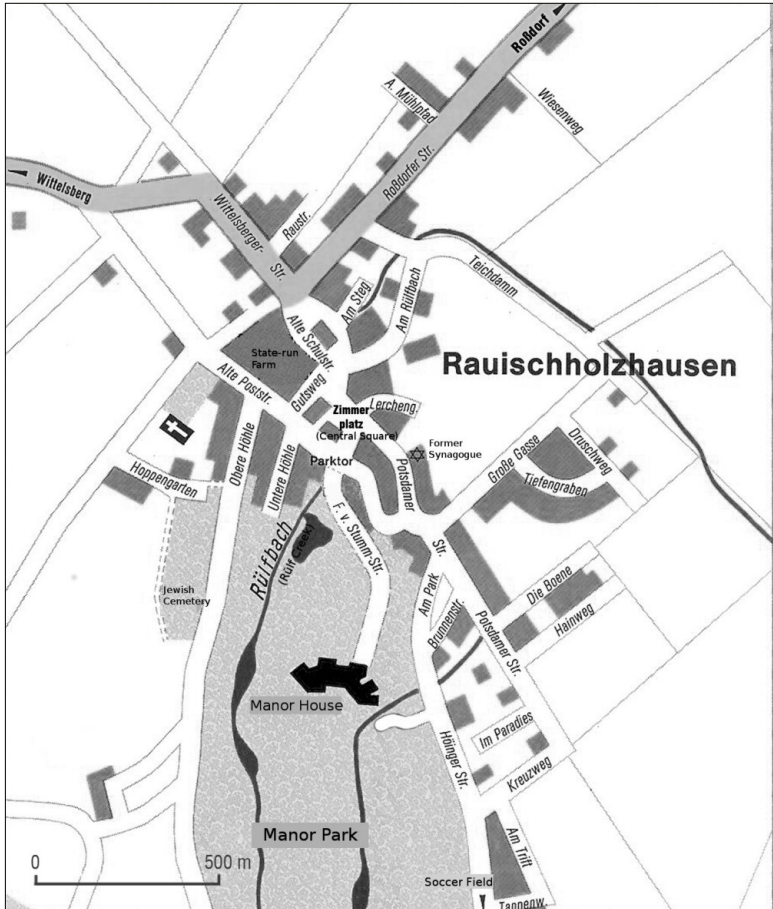 Roßdorf
A. Mühlpfad
Wiesenweg
Wittelsberg
Roßdorfer Str.
Wittelsberger-
Str.
Raustr.
Teichdamm
Am Steg
Am Rülfbach
Alte Schulstr.
State-run
Farm
Rauischholzhausen
Alte Poststr.
Gutsweg
Zimmer
platz
(Central Square)
Lercheng.
Former
Synagogue
Parktor
Potsdamer
Str.
Große Gasse
Druschweg
Tiefengraben
Hoppengarten
Obere Höhle
Untere Höhle
F. v. Stumm-Str.
Rülfbach
(Rülf Creek)
Jewish
Cemetery
Am Park
Brunnenstr.
Die Boene
Hainweg
Potsdamer Str.
Manor House
Im Paradies
Höinger Str.
Kreuzweg
Manor Park
Am Trift
0 500 m
Soccer Field
Tannenw.